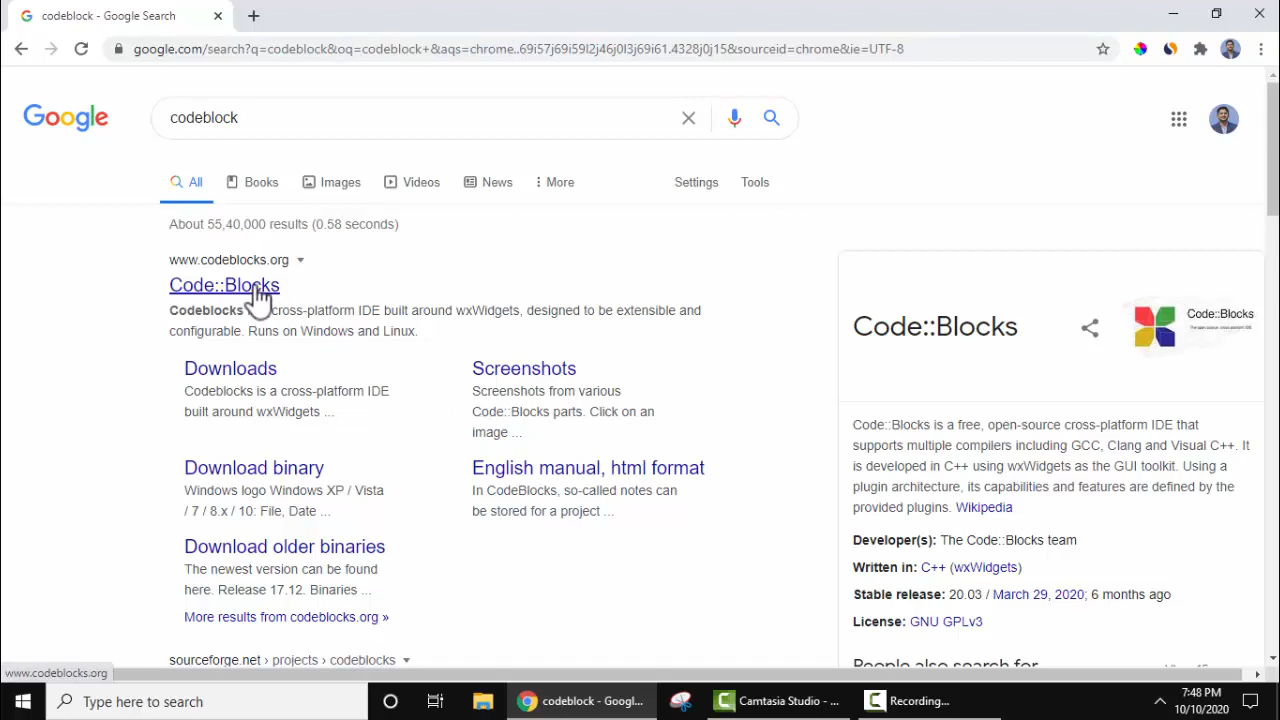 codeblock - Google Search
google.com/search?q=codeblock&oq=codeblock+&aqs=chrome..69i57j69i59l2j46j0l3j69i61.4328j0j15&sourceid=chrome&ie=UTF-8
Google
codeblock
All
Books
Images
Videos
News
More
Settings
Tools
About 55,40,000 results (0.58 seconds)
www.codeblocks.org
Code::Blocks
Codeblocks cross-platform IDE built around wxWidgets, designed to be extensible and
configurable. Runs on Windows and Linux.
Downloads
Codeblocks is a cross-platform IDE
built around wxWidgets ...
Screenshots
Screenshots from various
Code::Blocks parts. Click on an
image ...
Download binary
Windows logo Windows XP / Vista
/ 7 / 8.x / 10: File, Date ...
English manual, html format
In CodeBlocks, so-called notes can
be stored for a project ...
Download older binaries
The newest version can be found
here. Release 17.12. Binaries ...
More results from codeblocks.org »
sourceforge.net › projects › codeblocks
Code::Blocks
Code::Blocks
The open source, cross-platform IDE
Code::Blocks is a free, open-source cross-platform IDE that
supports multiple compilers including GCC, Clang and Visual C++. It
is developed in C++ using wxWidgets as the GUI toolkit. Using a
plugin architecture, its capabilities and features are defined by the
provided plugins. Wikipedia
Developer(s): The Code::Blocks team
Written in: C++ (wxWidgets)
Stable release: 20.03 / March 29, 2020; 6 months ago
License: GNU GPLv3
People also search for
www.codeblocks.org
Type here to search
codeblock - Googl...
Camtasia Studio - ...
Recording...
7:48 PM
10/10/2020